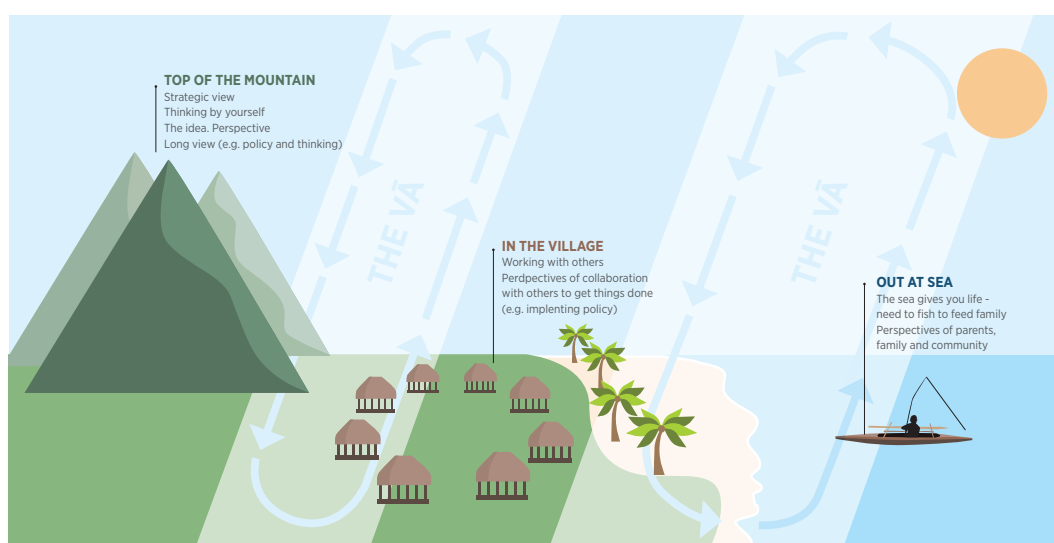 TOP OF THE MOUNTAIN
Strategic view
Thinking by yourself
The idea. Perspective
Long view (e.g. policy and thinking)
THE VĀ
IN THE VILLAGE
Working with others
Perdpectives of collaboration
with others to get things done
(e.g. implenting policy)
THE VĀ
OUT AT SEA
The sea gives you life -
need to fish to feed family
Perspectives of parents,
family and community